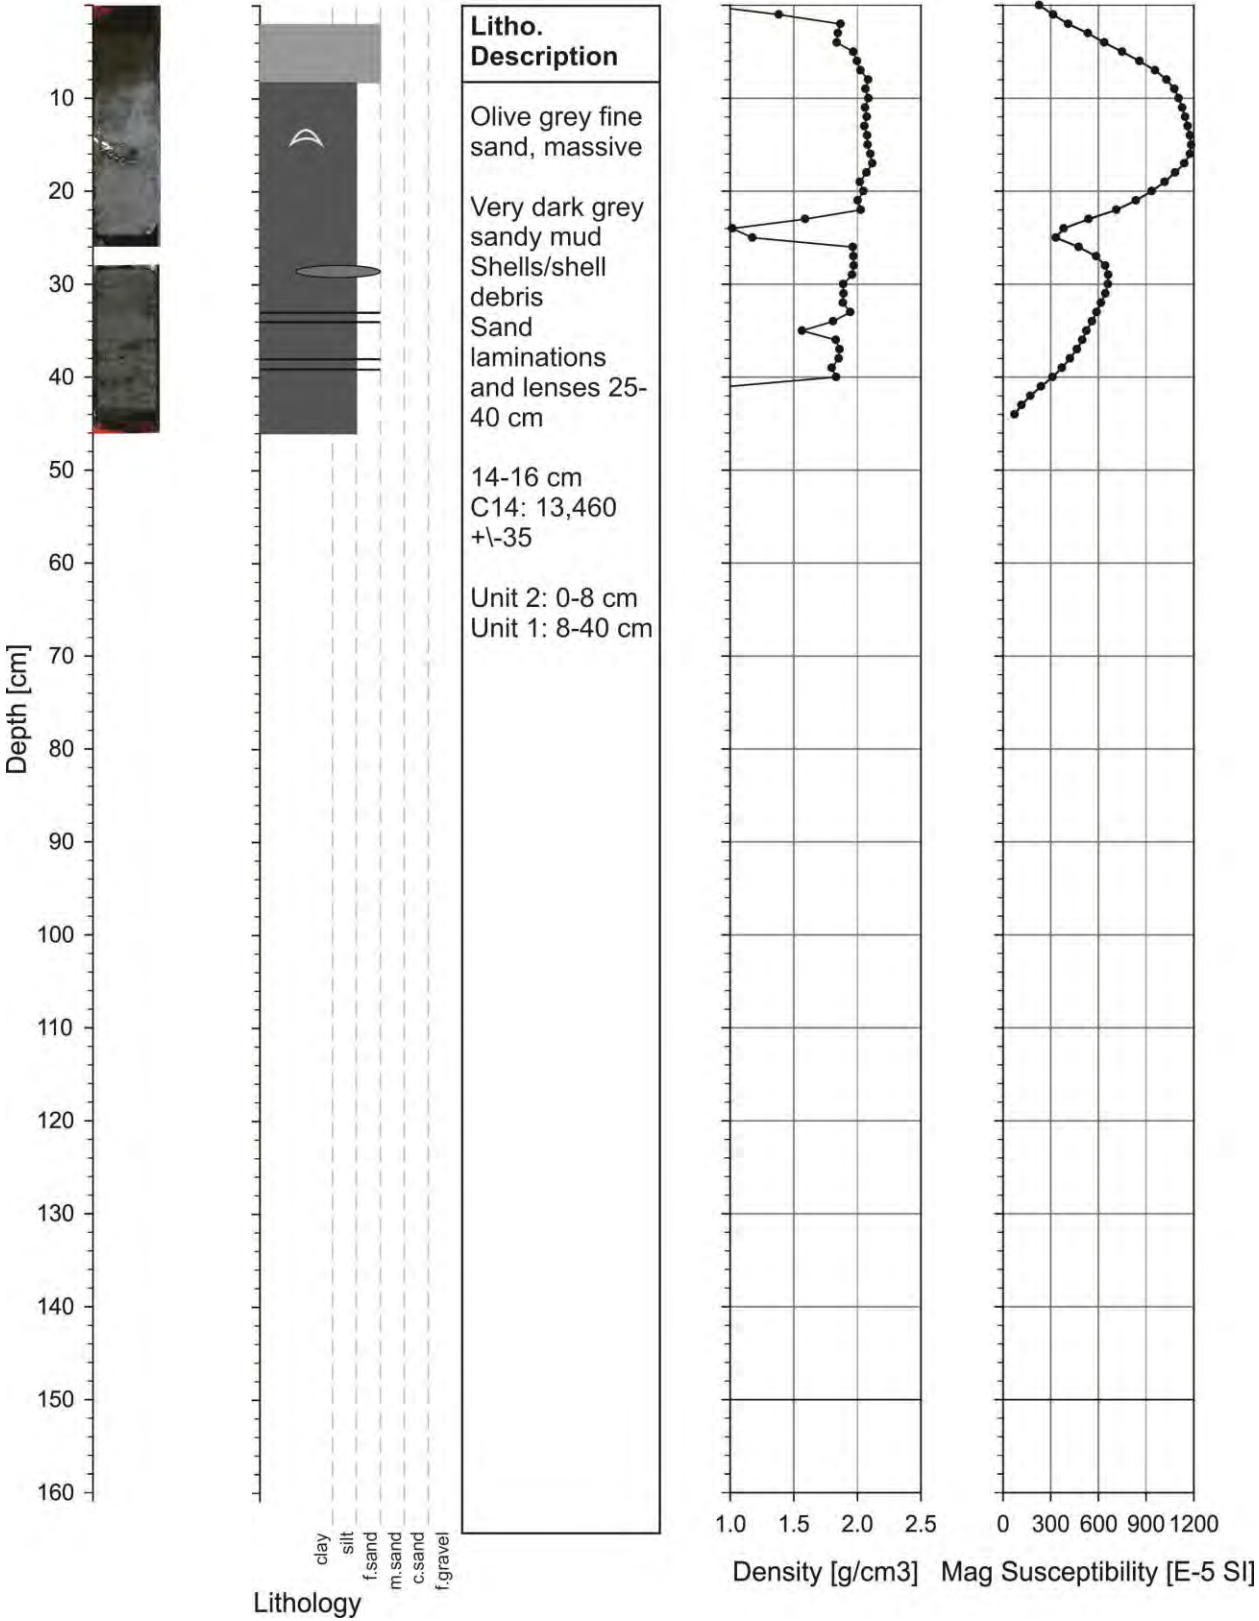 Litho.
Description
Olive grey fine
sand, massive
Very dark grey
sandy mud
Shells/shell
debris
Sand
laminations
and lenses 25-
40 cm
14-16 cm
C14: 13,460
+\-35
Unit 2: 0-8 cm
Unit 1: 8-40 cm
Depth [cm]
10
20
30
40
50
60
70
80
90
100
110
120
130
140
150
160
clay
silt
f.sand
m.sand
c.sand
f.gravel
Lithology
1.0 1.5 2.0 2.5
Density [g/cm3]
0 300 600 900 1200
Mag Susceptibility [E-5 SI]